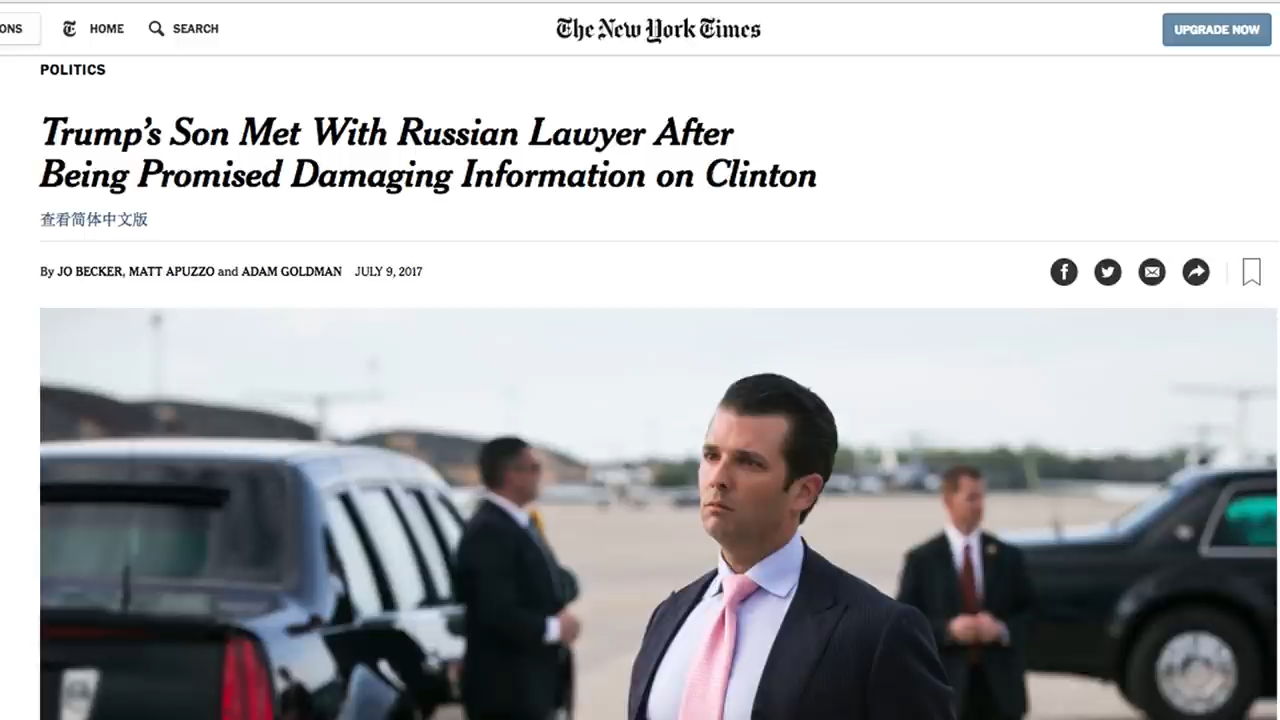 ONS
HOME
SEARCH
The New York Times
UPGRADE NOW
POLITICS
Trump's Son Met With Russian Lawyer After
Being Promised Damaging Information on Clinton
查看简体中文版
By JO BECKER, MATT APUZZO and ADAM GOLDMAN JULY 9, 2017